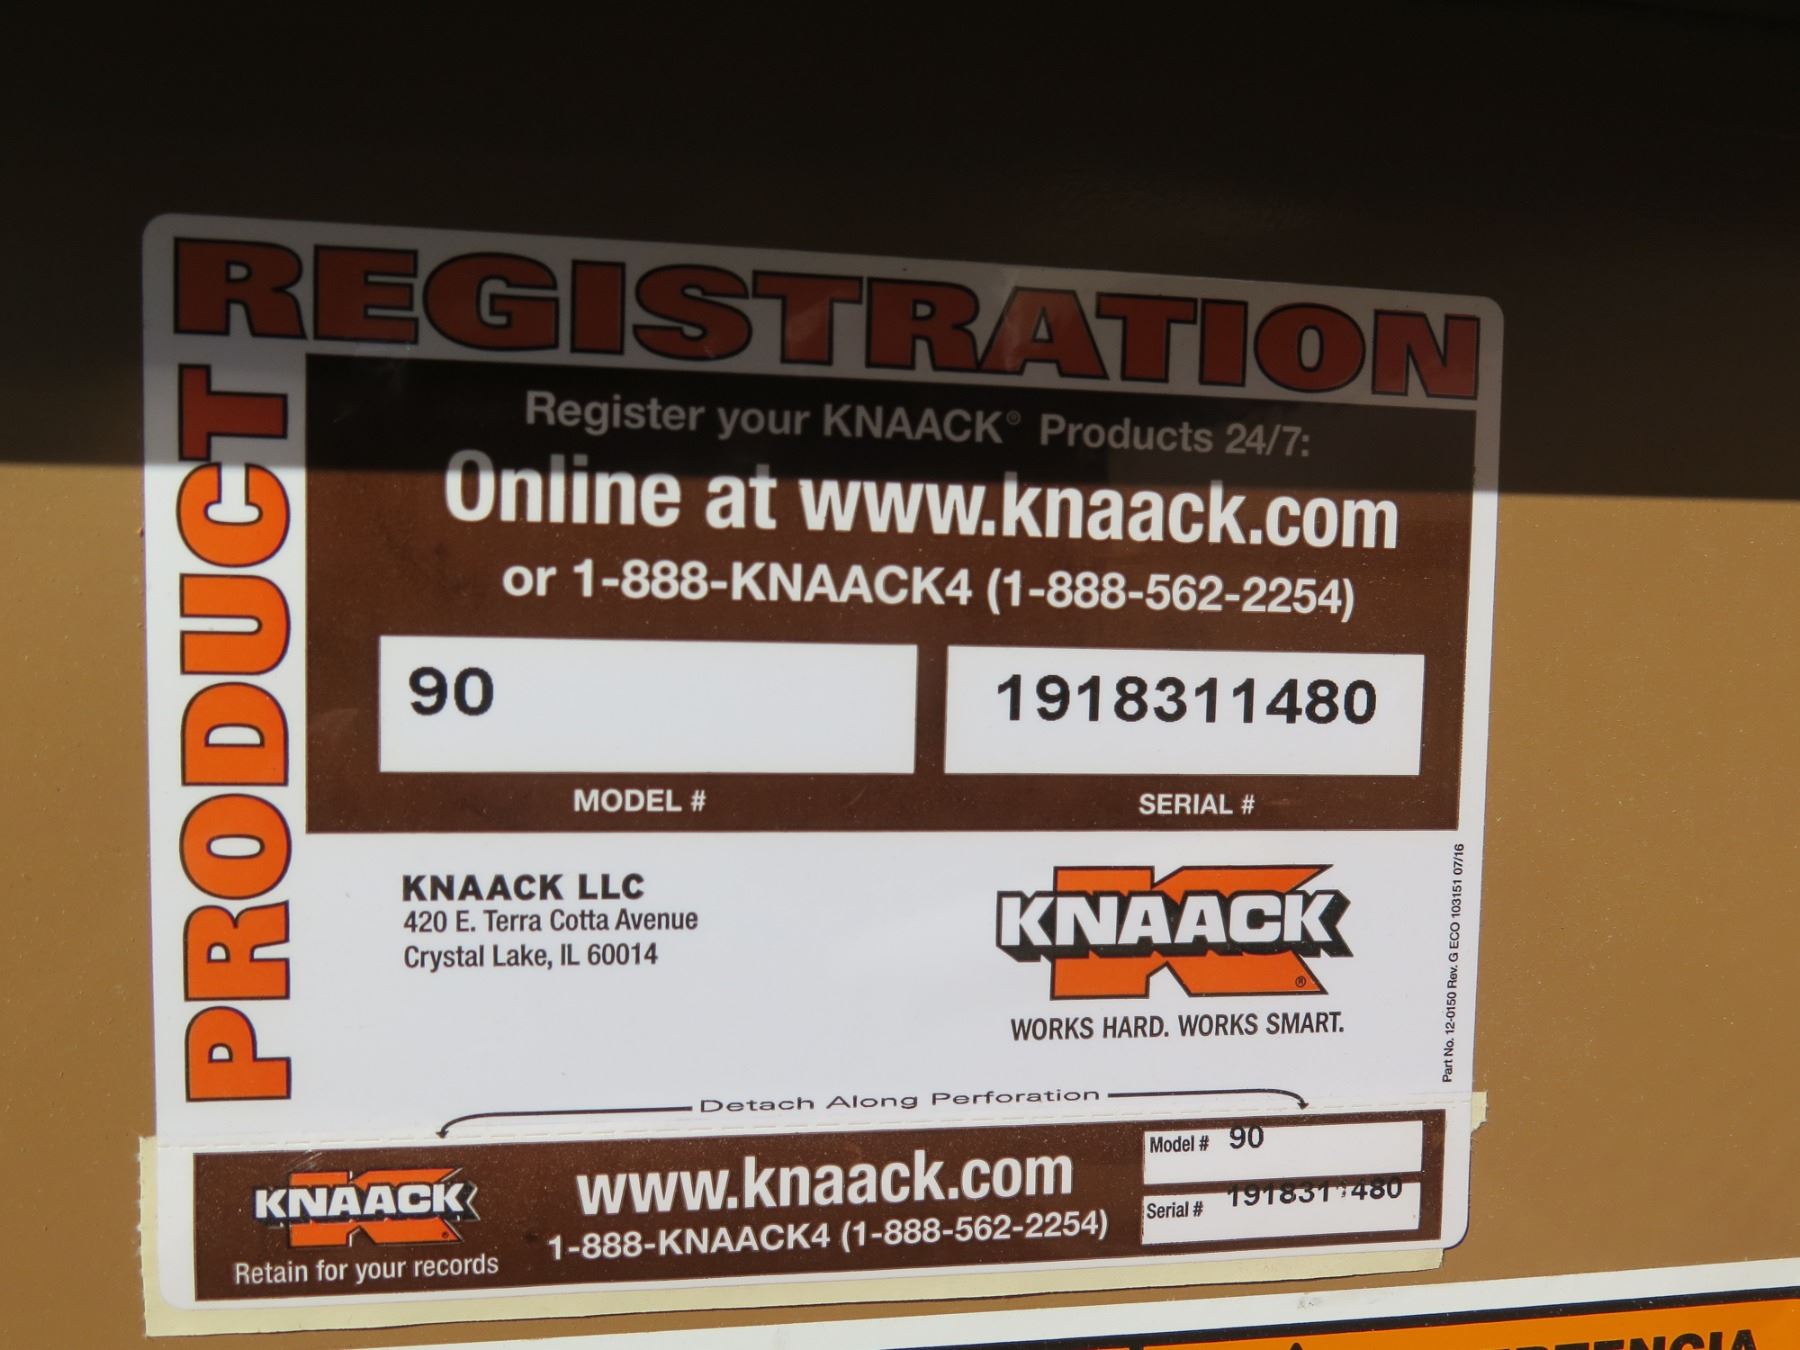 PRODUCT REGISTRATION
Register your KNAACK® Products 24/7:
Online at www.knaack.com
or 1-888-KNAACK4 (1-888-562-2254)
90
1918311480
MODEL #
SERIAL #
KNAACK LLC
420 E. Terra Cotta Avenue
Crystal Lake, IL 60014
KNAACK®
WORKS HARD. WORKS SMART.
Part No. 12-0150 Rev. G ECO 103151 07/16
Detach Along Perforation
KNAACK®
Retain for your records
www.knaack.com
1-888-KNAACK4 (1-888-562-2254)
Model # 90
Serial # 1918311480